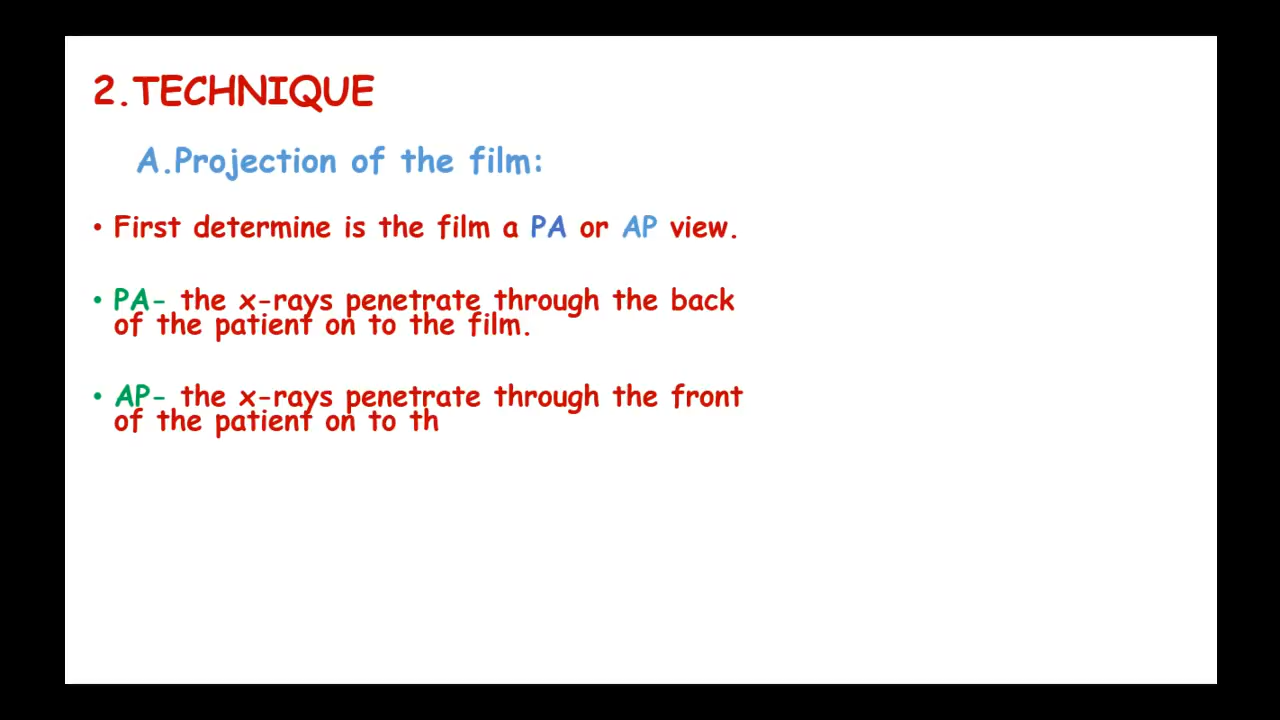 2.TECHNIQUE
A.Projection of the film:
• First determine is the film a PA or AP view.
• PA- the x-rays penetrate through the back
of the patient on to the film.
• AP- the x-rays penetrate through the front
of the patient on to th